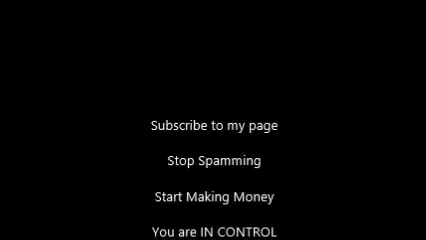 Subscribe to my page
Stop Spamming
Start Making Money
You are IN CONTROL